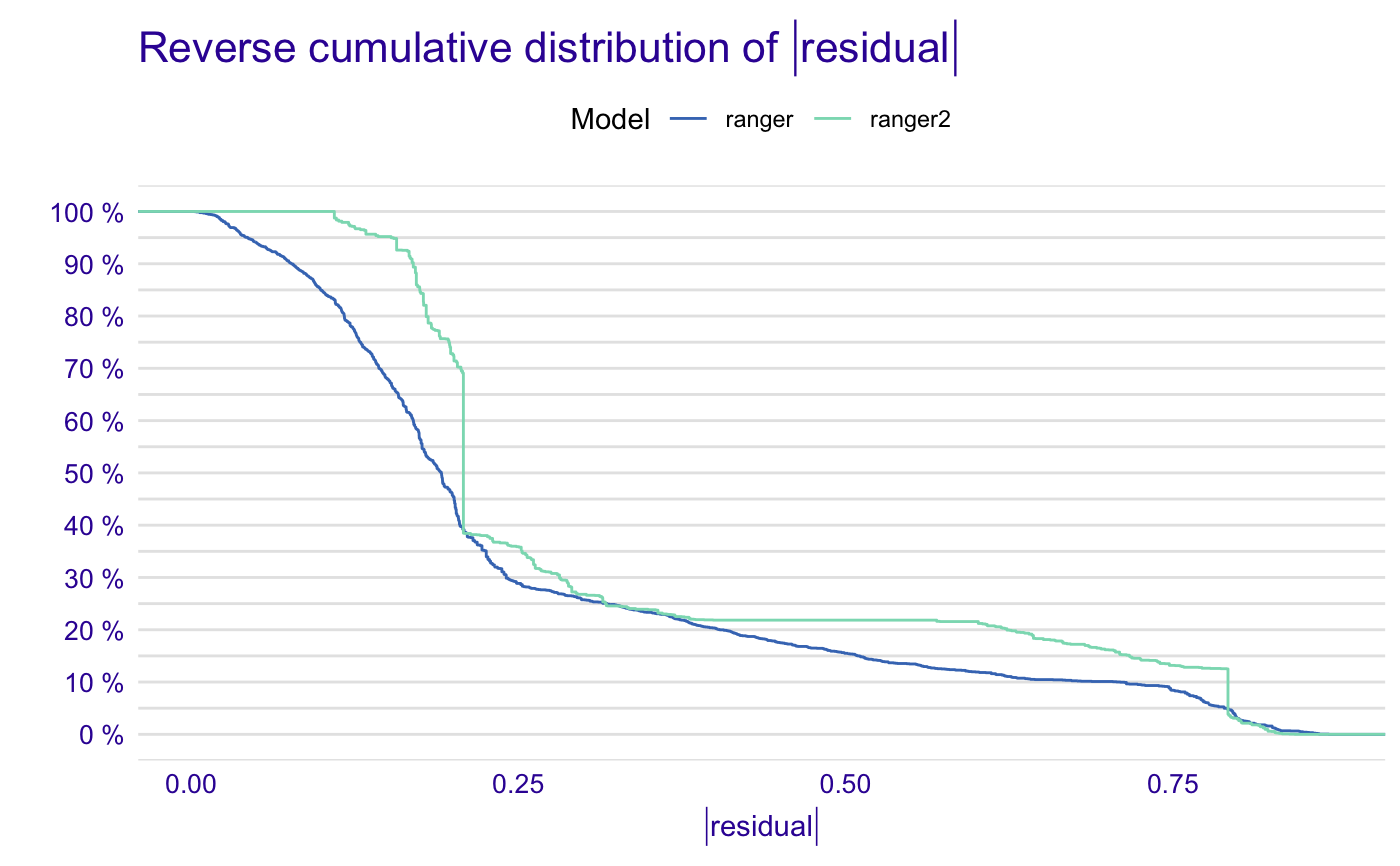 Reverse cumulative distribution of |residual|
Model ranger ranger2
100 %
90 %
80 %
70 %
60 %
50 %
40 %
30 %
20 %
10 %
0 %
0.00 0.25 0.50 0.75
|residual|